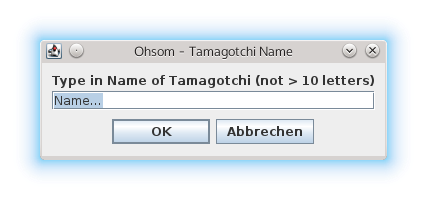 Ohsom - Tamagotchi Name
Type in Name of Tamagotchi (not > 10 letters)
Name...
OK Abbrechen